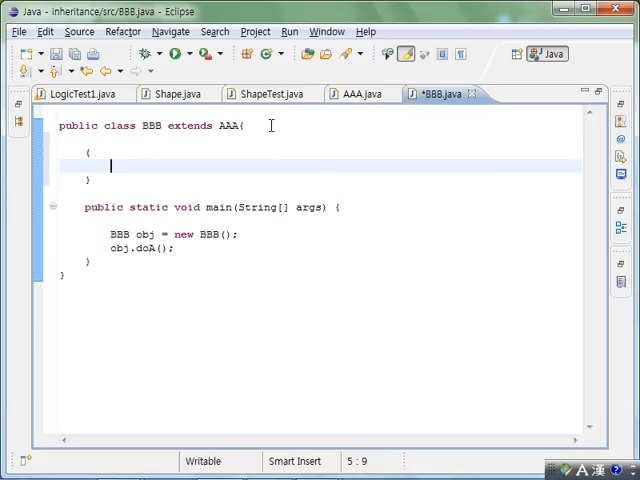 Java - inheritance/src/BBB.java - Eclipse
File Edit Source Refactor Navigate Search Project Run Window Help
Java
LogicTest1.java Shape.java ShapeTest.java AAA.java *BBB.java
public class BBB extends AAA{
{
}
public static void main(String[] args) {
BBB obj = new BBB();
obj.doA();
}
}
Writable Smart Insert 5 : 9
A 漢